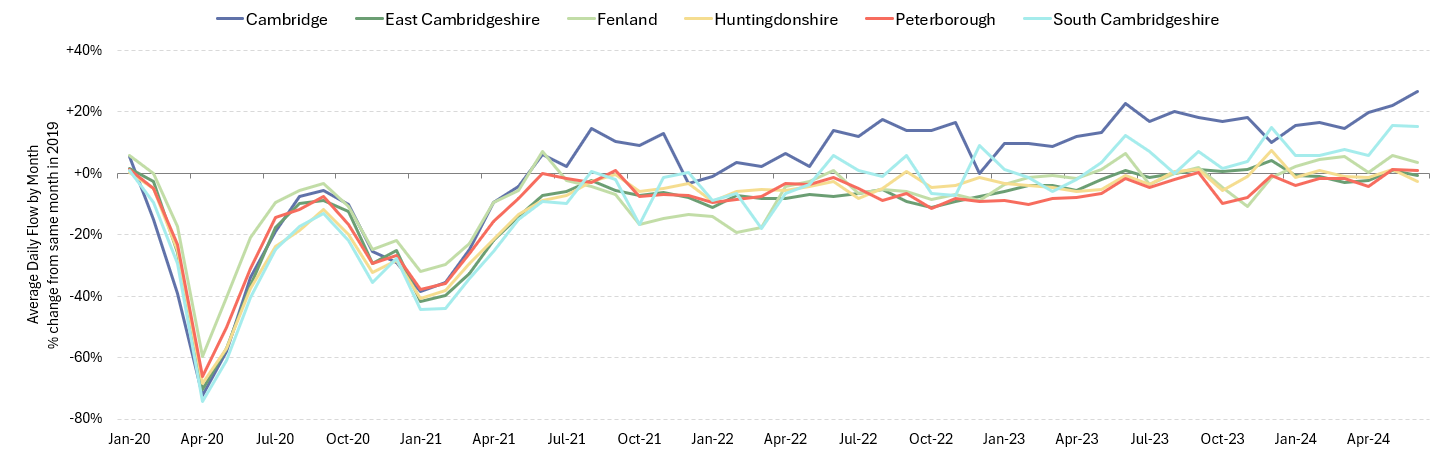 Cambridge East Cambridgeshire Fenland Huntingdonshire Peterborough South Cambridgeshire
Average Daily Flow by Month
% change from same month in 2019
+40%
+20%
+0%
-20%
-40%
-60%
-80%
Jan-20 Apr-20 Jul-20 Oct-20 Jan-21 Apr-21 Jul-21 Oct-21 Jan-22 Apr-22 Jul-22 Oct-22 Jan-23 Apr-23 Jul-23 Oct-23 Jan-24 Apr-24